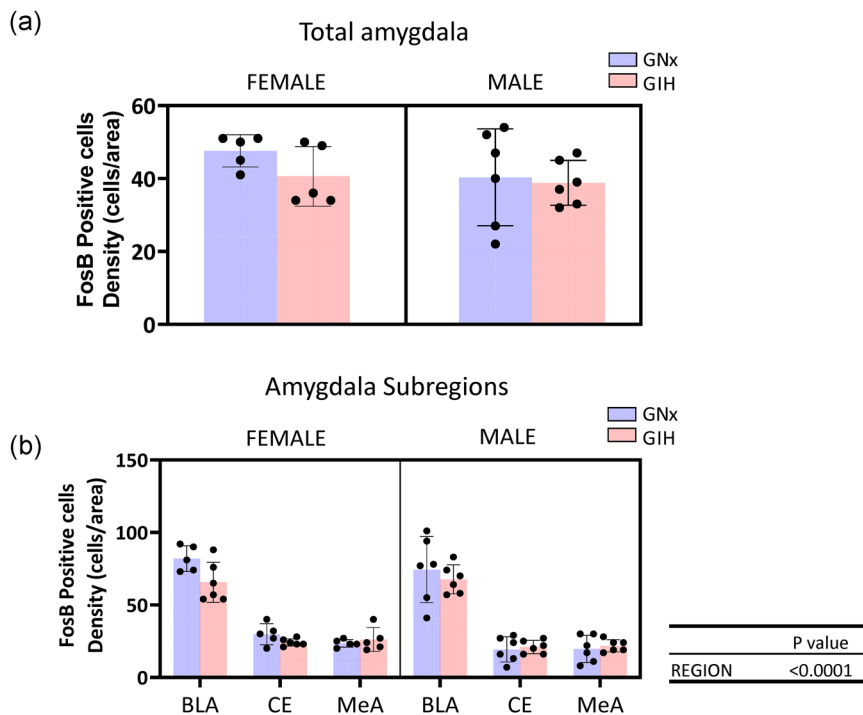 (a)
Total amygdala
GNx
GIH
FEMALE
MALE
FosB Positive cells
Density (cells/area)
60
40
20
0
Amygdala Subregions
GNx
GIH
(b)
FEMALE
MALE
FosB Positive cells
Density (cells/area)
150
100
50
0
BLA
CE
MeA
BLA
CE
MeA
P value
REGION <0.0001